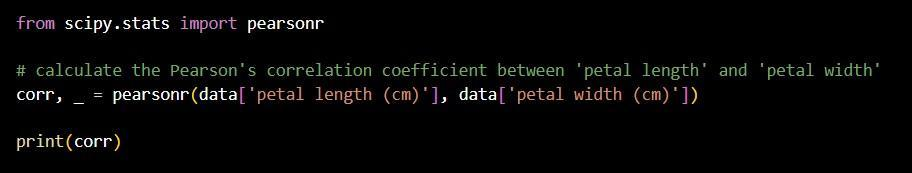 from scipy.stats import pearsonr
# calculate the Pearson's correlation coefficient between 'petal length' and 'petal width'
corr, _ = pearsonr(data['petal length (cm)'], data['petal width (cm)'])
print(corr)